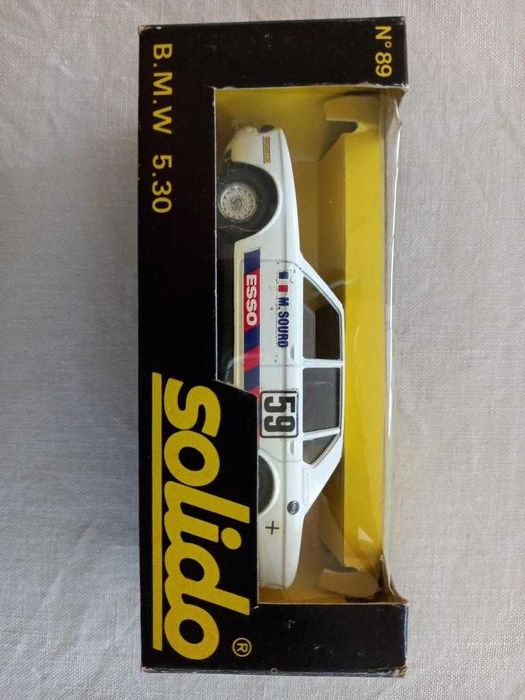 N° 89
B.M.W 5.30
solido®
M. SOURD
ESSO
59